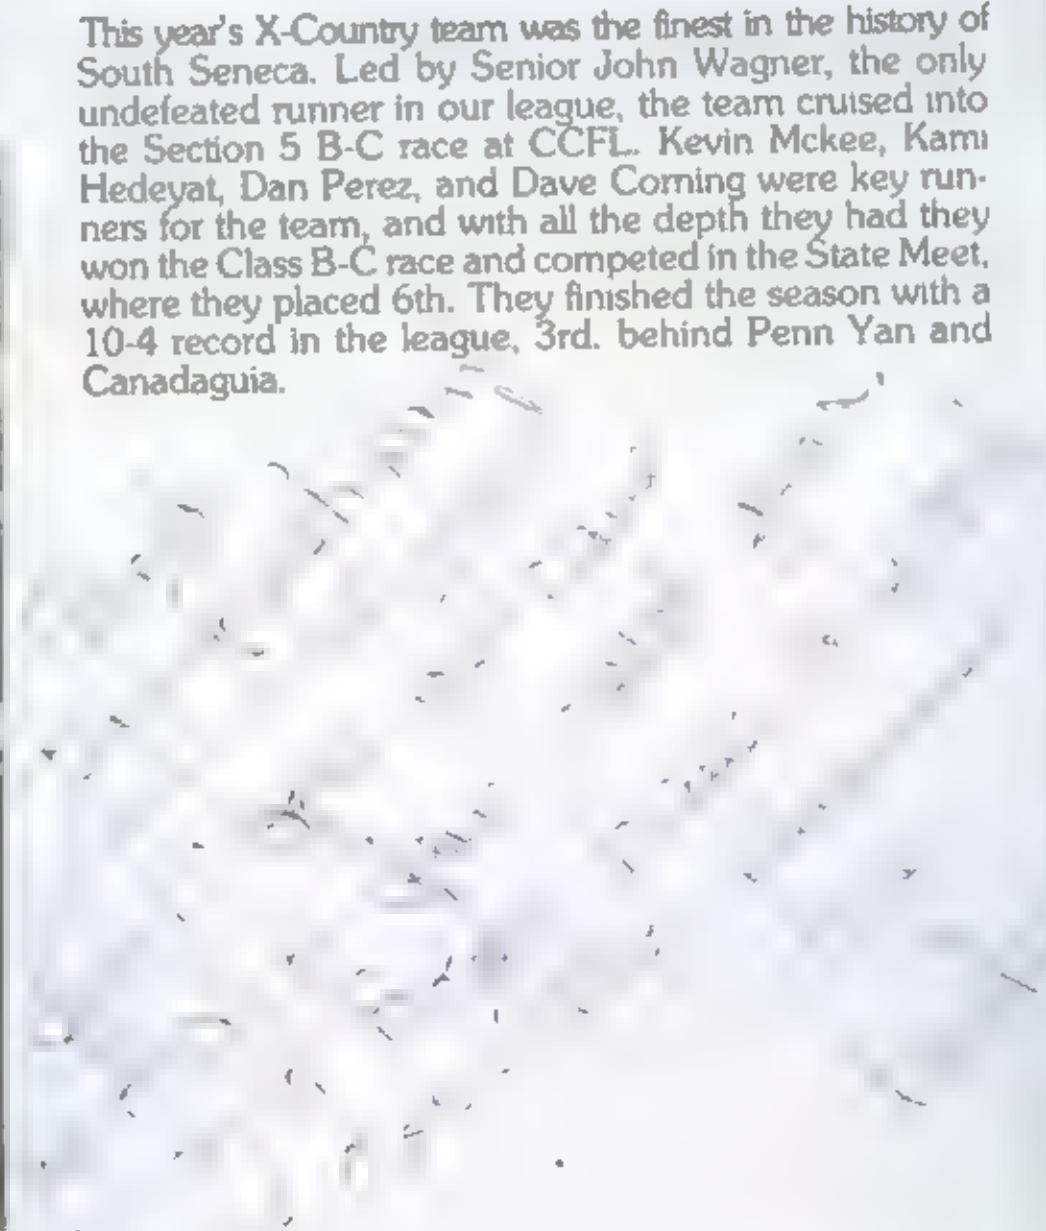 This year's X-Country team was the finest in the history of
South Seneca. Led by Senior John Wagner, the only
undefeated runner in our league, the team cruised into
the Section 5 B-C race at CCFL. Kevin Mckee, Kami
Hedeyat, Dan Perez, and Dave Corning were key run-
ners for the team, and with all the depth they had they
won the Class B-C race and competed in the State Meet,
where they placed 6th. They finished the season with a
10-4 record in the league, 3rd. behind Penn Yan and
Canadaguia.